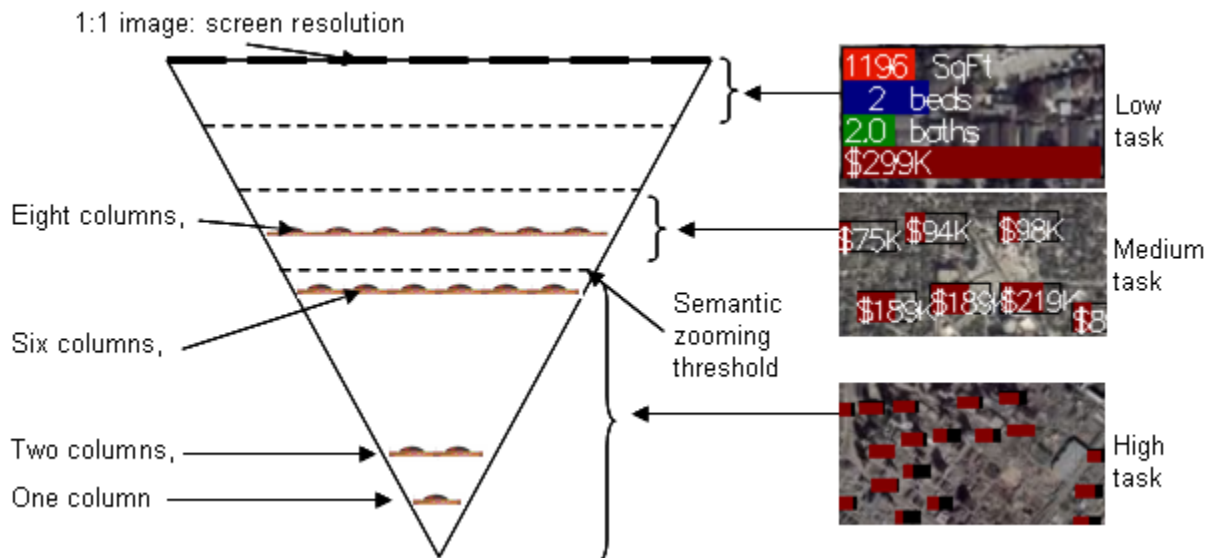 1:1 image: screen resolution
1196 SqFt
2 beds
2.0 baths
$299K
Low
task
Eight columns,
$75K $94K $98K
$189K $219K
Medium
task
Semantic
zooming
threshold
Six columns,
Two columns,
One column
High
task